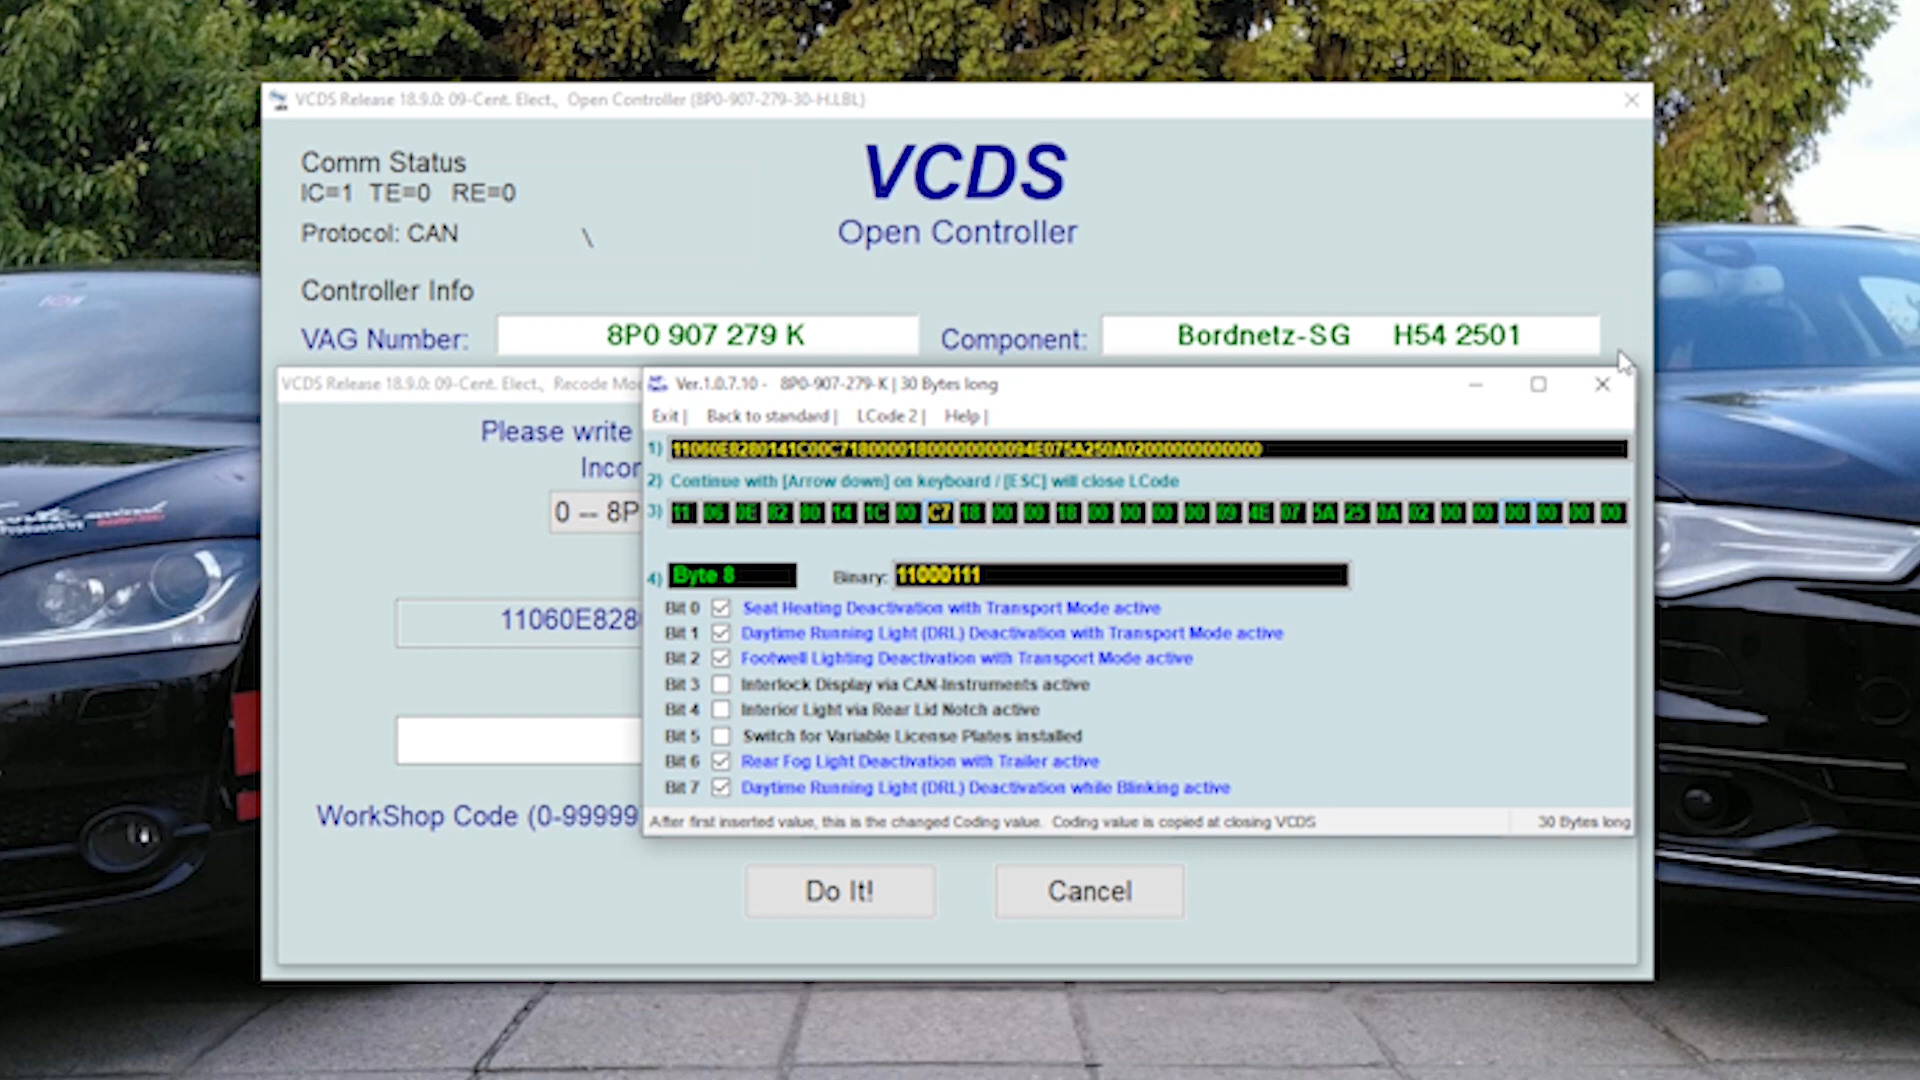 VCDS Release 18.9.0: 09-Cent. Elect., Open Controller (8P0-907-279-30-H.LBL)
Comm Status
IC=1 TE=0 RE=0
Protocol: CAN \
VCDS
Open Controller
Controller Info
VAG Number: 8P0 907 279 K Component: Bordnetz-SG H54 2501
VCDS Release 18.9.0: 09-Cent. Elect., Recode
Please write
0 -- 8P
11060E828
WorkShop Code (0-99999
Ver.1.0.7.10 - 8P0-907-279-K | 30 Bytes long
Exit | Back to standard | LCode 2 | Help |
1) 11060E8280141C00C71800001800000000094E075A250A02000000000000
2) Continue with [Arrow down] on keyboard / [ESC] will close LCode
3) 11 06 0E 82 80 14 1C 00 C7 18 00 00 18 00 00 00 00 09 4E 07 5A 25 0A 02 00 00 00 00 00 00
4) Byte 8 Binary: 11000111
Bit 0 Seat Heating Deactivation with Transport Mode active
Bit 1 Daytime Running Light (DRL) Deactivation with Transport Mode active
Bit 2 Footwell Lighting Deactivation with Transport Mode active
Bit 3 Interlock Display via CAN-Instruments active
Bit 4 Interior Light via Rear Lid Notch active
Bit 5 Switch for Variable License Plates installed
Bit 6 Rear Fog Light Deactivation with Trailer active
Bit 7 Daytime Running Light (DRL) Deactivation while Blinking active
After first inserted value, this is the changed Coding value. Coding value is copied at closing VCDS 30 Bytes long
Do It! Cancel